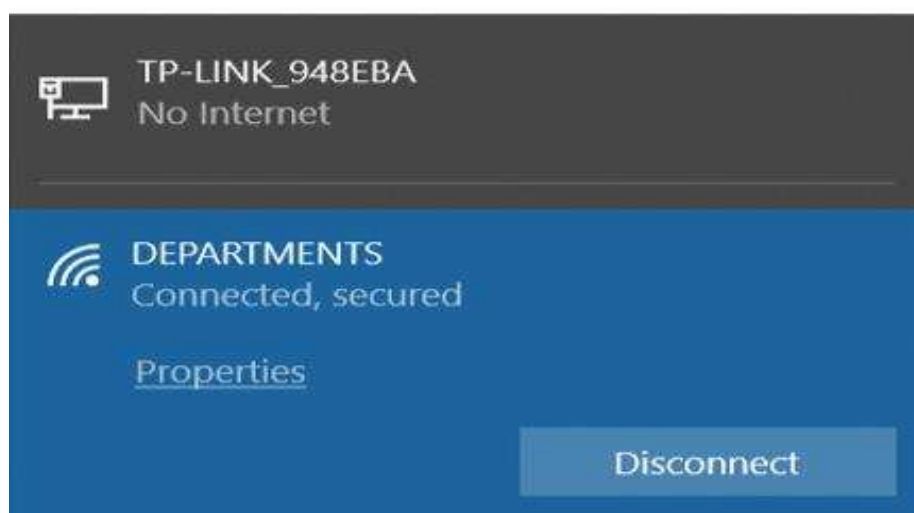 TP-LINK_948EBA
No Internet
DEPARTMENTS
Connected, secured
Properties
Disconnect